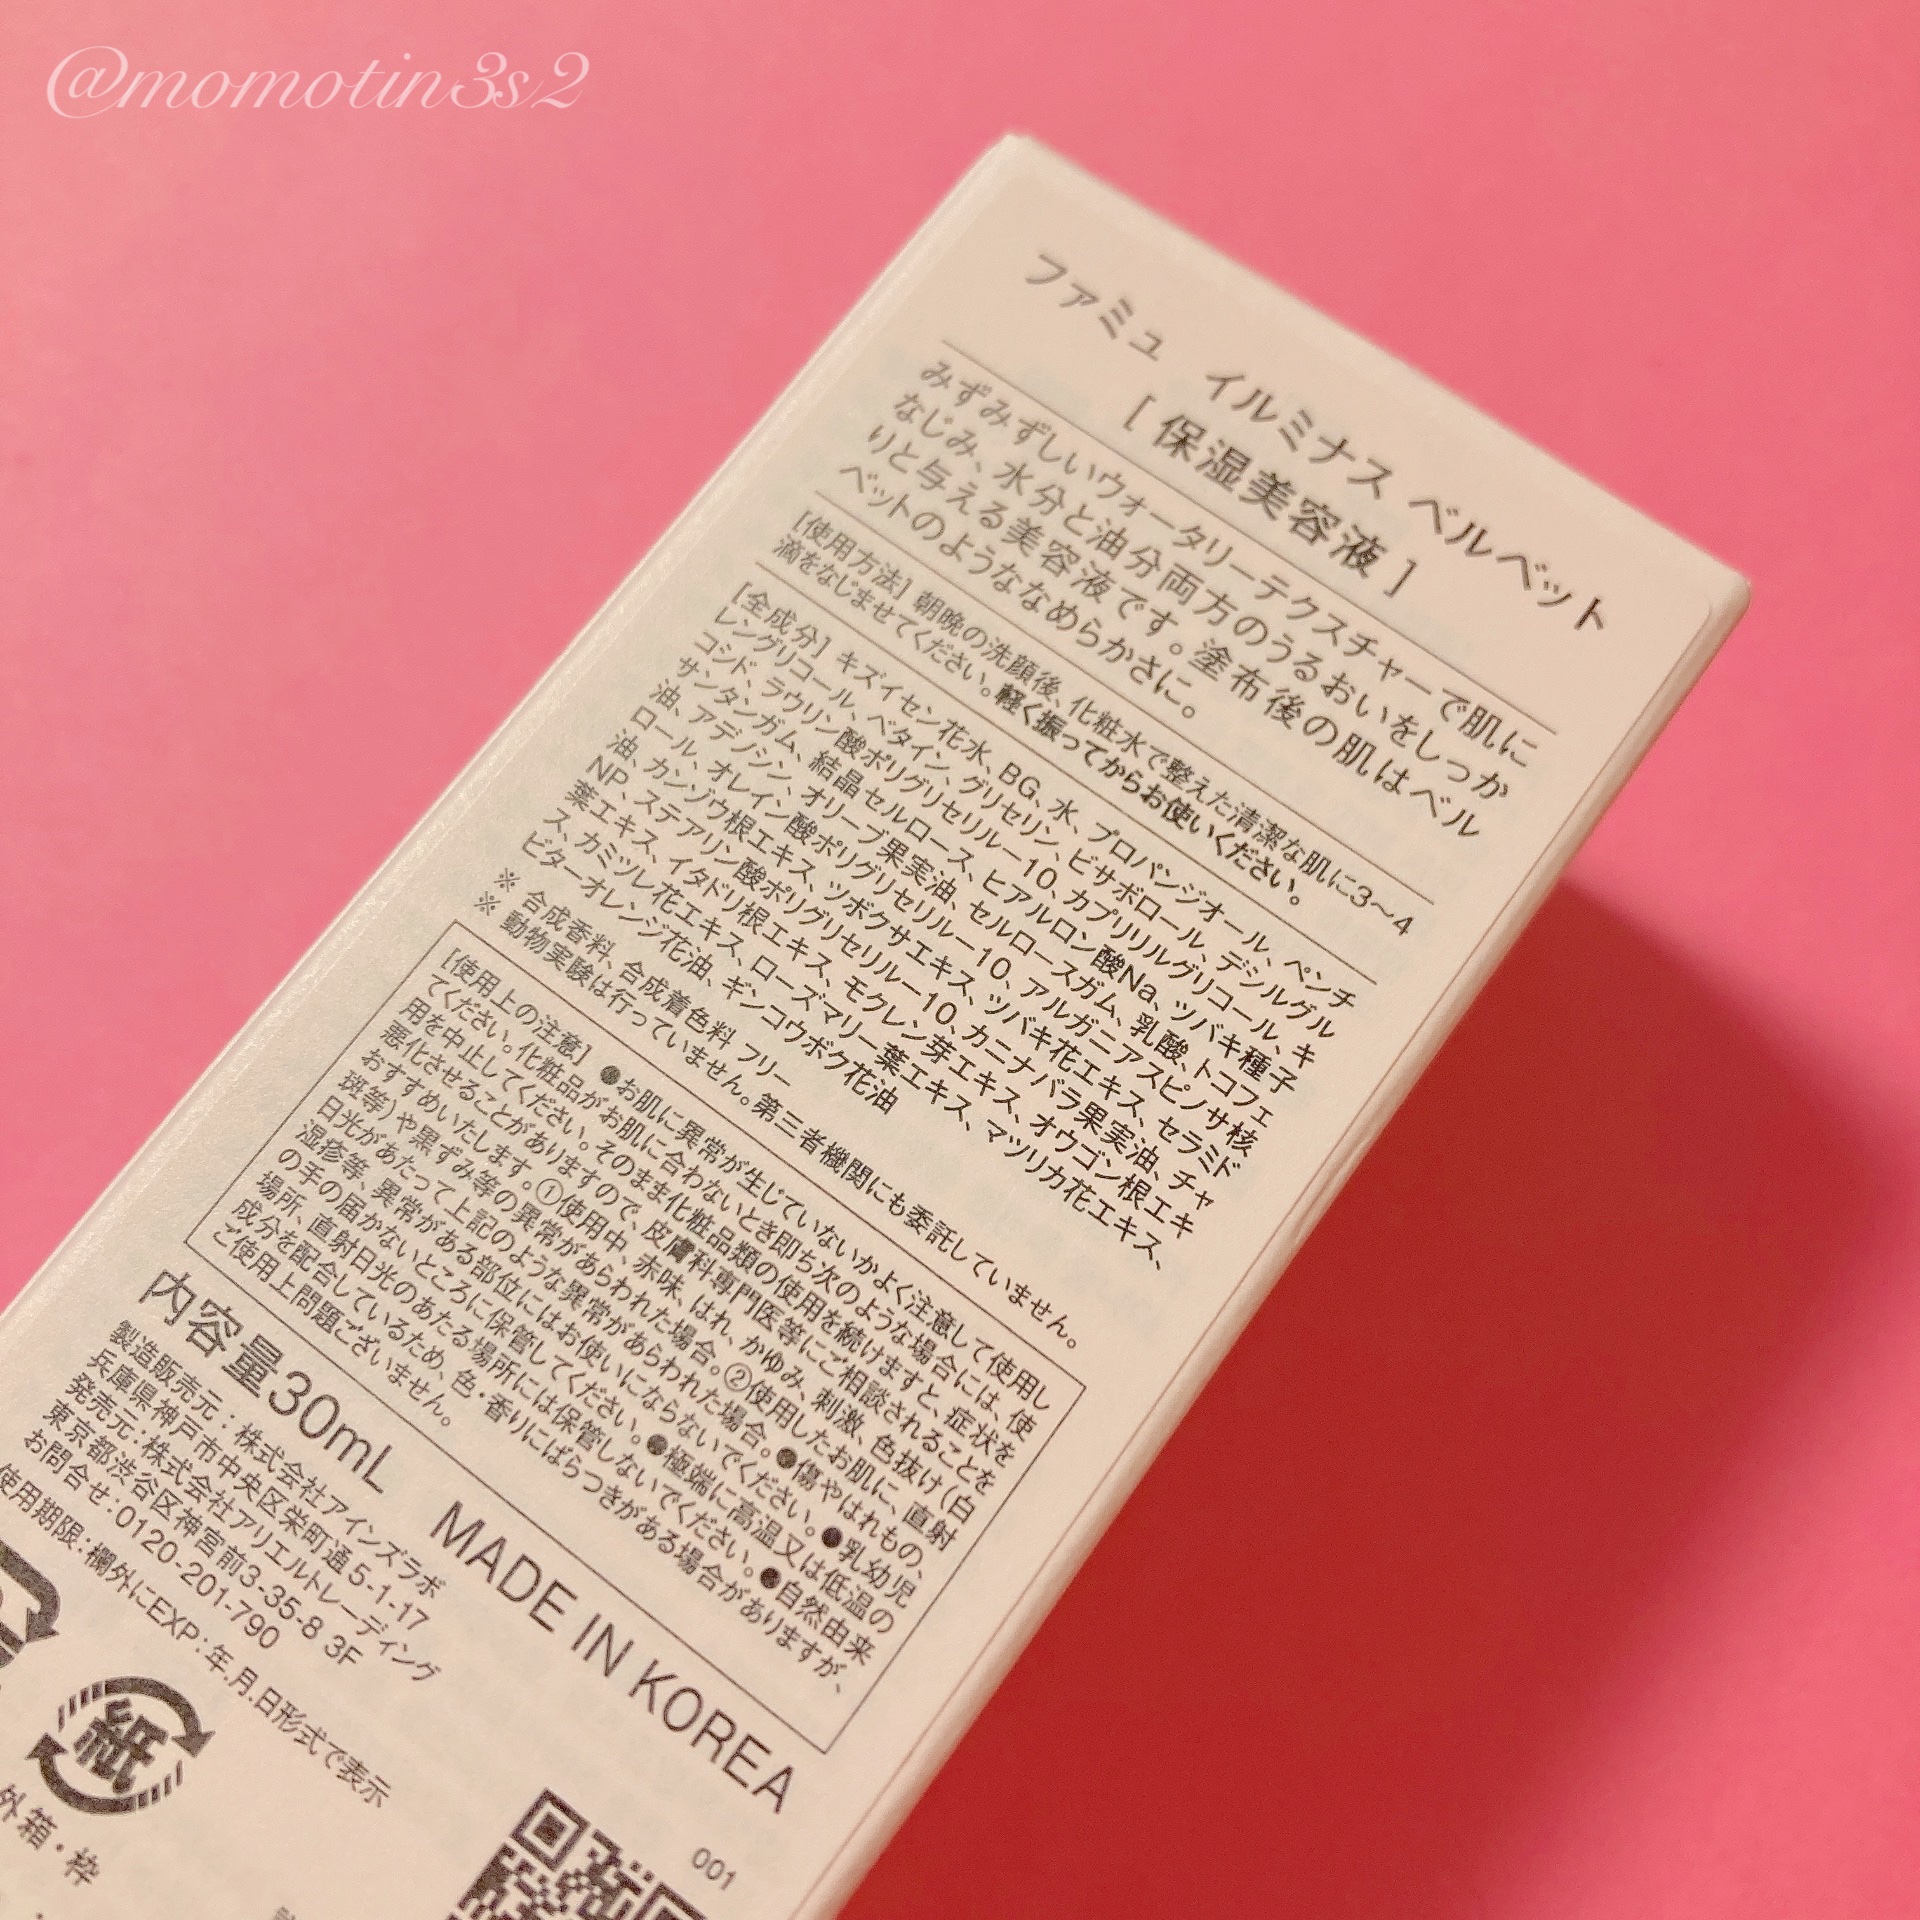 @momotin3s2
ファミュ イルミナス ベルベット
[ 保湿美容液 ]
みずみずしいウォータリーテクスチャーで肌に
なじみ、水分と油分両方のうるおいをしっか
りと与える美容液です。塗布後の肌はベル
ベットのようななめらかさに。
[使用方法] 朝晩の洗顔後、化粧水で整えた清潔な肌に3〜4
滴をなじませてください。軽く振ってからお使いください。
[全成分] キズイセン花水、BG、水、プロパンジオール、ペンチ
レングリコール、ベタイン、グリセリン、ビサボロール、デシルグル
コシド、ラウリン酸ポリグリセリル－10、カプリリルグリコール、キ
サンタンガム、結晶セルロース、ヒアルロン酸Na、ツバキ種子
油、アデノシン、オリーブ果実油、セルロースガム、乳酸、トコフェ
ロール、オレイン酸ポリグリセリル－10、アルガニアスピノサ核
油、カンゾウ根エキス、ツボクサエキス、ツバキ花エキス、セラミド
NP、ステアリン酸ポリグリセリル－10、カニナバラ果実油、チャ
葉エキス、イタドリ根エキス、モクレン芽エキス、オウゴン根エキ
ス、カミツレ花エキス、ローズマリー葉エキス、マツリカ花エキス、
ビターオレンジ花油、ギンコウボク花油
※ 合成香料、合成着色料 フリー
※ 動物実験は行っていません。第三者機関にも委託していません。
[使用上の注意] ●お肌に異常が生じていないかよく注意して使用し
てください。化粧品がお肌に合わないとき即ち次のような場合には、使
用を中止してください。そのまま化粧品類の使用を続けますと、症状を
悪化させることがありますので、皮膚科専門医等にご相談されることを
おすすめいたします。①使用中、赤味、はれ、かゆみ、刺激、色抜け(白
斑等)や黒ずみ等の異常があらわれた場合。②使用したお肌に、直射
日光があたって上記のような異常があらわれた場合。●傷やはれもの、
湿疹等、異常がある部位にはお使いにならないでください。●乳幼児
の手の届かないところに保管してください。●極端に高温又は低温の
場所、直射日光のあたる場所には保管しないでください。●自然由来
成分を配合しているため、色・香りにばらつきがある場合がありますが、
ご使用上問題ございません。
内容量30mL MADE IN KOREA
製造販売元：株式会社アインズラボ
兵庫県神戸市中央区栄町通5-1-17
発売元：株式会社アリエルトレーディング
東京都渋谷区神宮前3-35-8 3F
お問合せ：0120-201-790
使用期限：欄外にEXP：年.月.日形式で表示
紙
外箱・枠
001